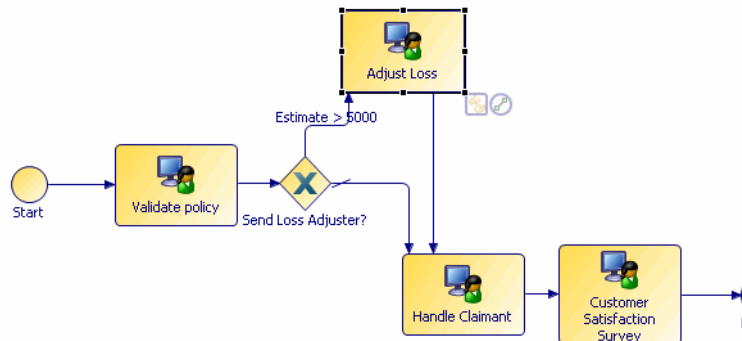 Adjust Loss
Estimate > 5000
Start
Validate policy
Send Loss Adjuster?
Handle Claimant
Customer
Satisfaction
Survey